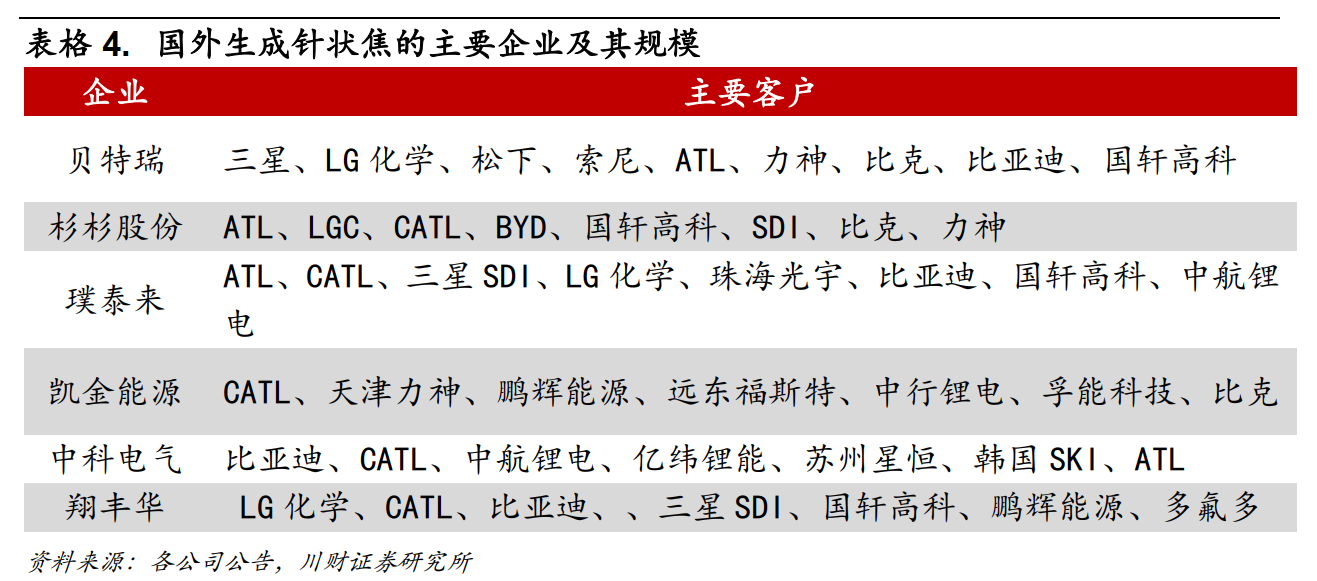 表格 4. 国外生成针状焦的主要企业及其规模
企业 主要客户
贝特瑞 三星、LG 化学、松下、索尼、ATL、力神、比克、比亚迪、国轩高科
杉杉股份 ATL、LGC、CATL、BYD、国轩高科、SDI、比克、力神
璞泰来 ATL、CATL、三星 SDI、LG 化学、珠海光宇、比亚迪、国轩高科、中航锂
电
凯金能源 CATL、天津力神、鹏辉能源、远东福斯特、中行锂电、孚能科技、比克
中科电气 比亚迪、CATL、中航锂电、亿纬锂能、苏州星恒、韩国 SKI、ATL
翔丰华 LG 化学、CATL、比亚迪、、三星 SDI、国轩高科、鹏辉能源、多氟多
资料来源：各公司公告，川财证券研究所